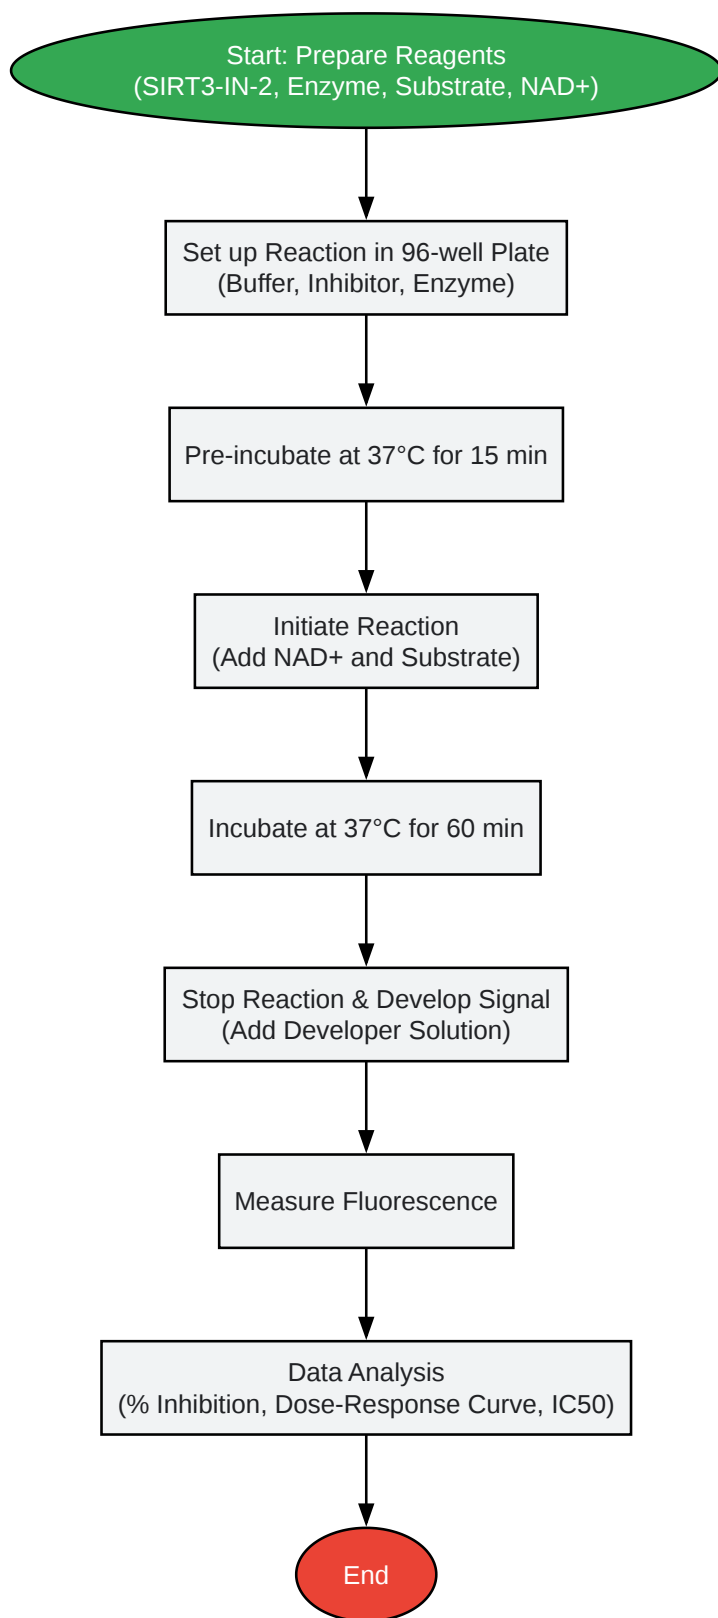 Start: Prepare Reagents
(SIRT3-IN-2, Enzyme, Substrate, NAD+)
Set up Reaction in 96-well Plate
(Buffer, Inhibitor, Enzyme)
Pre-incubate at 37°C for 15 min
Initiate Reaction
(Add NAD+ and Substrate)
Incubate at 37°C for 60 min
Stop Reaction & Develop Signal
(Add Developer Solution)
Measure Fluorescence
Data Analysis
(% Inhibition, Dose-Response Curve, IC50)
End